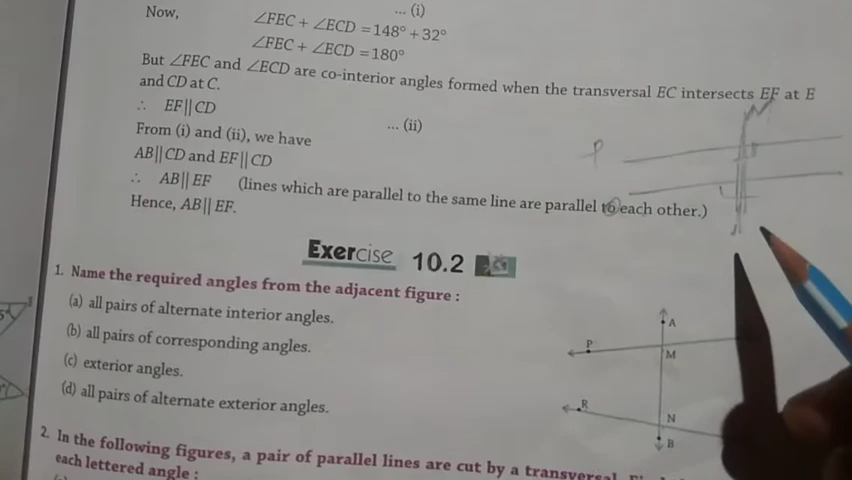 ... (i)
Now,
∠FEC + ∠ECD = 148° + 32°
∠FEC + ∠ECD = 180°
But ∠FEC and ∠ECD are co-interior angles formed when the transversal EC intersects EF at E
and CD at C.
∴ EF||CD ... (ii)
From (i) and (ii), we have
AB||CD and EF||CD
∴ AB||EF (lines which are parallel to the same line are parallel to each other.)
Hence, AB||EF.
P
Exercise 10.2
1. Name the required angles from the adjacent figure :
(a) all pairs of alternate interior angles.
(b) all pairs of corresponding angles.
(c) exterior angles.
(d) all pairs of alternate exterior angles.
A
P
M
R
N
B
2. In the following figures, a pair of parallel lines are cut by a transversal.
each lettered angle :